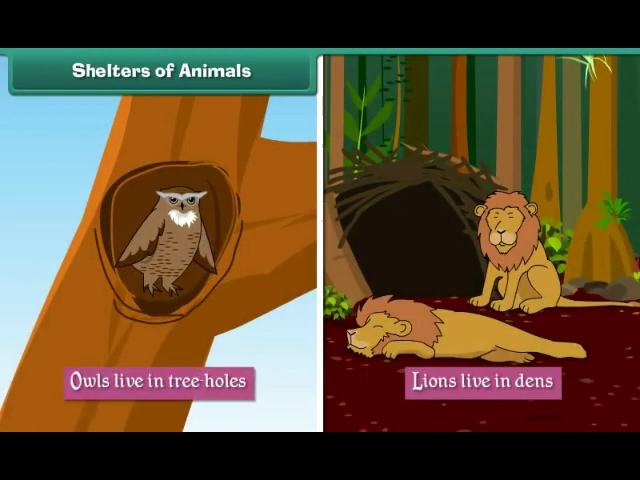 Shelters of Animals
Owls live in tree-holes
Lions live in dens